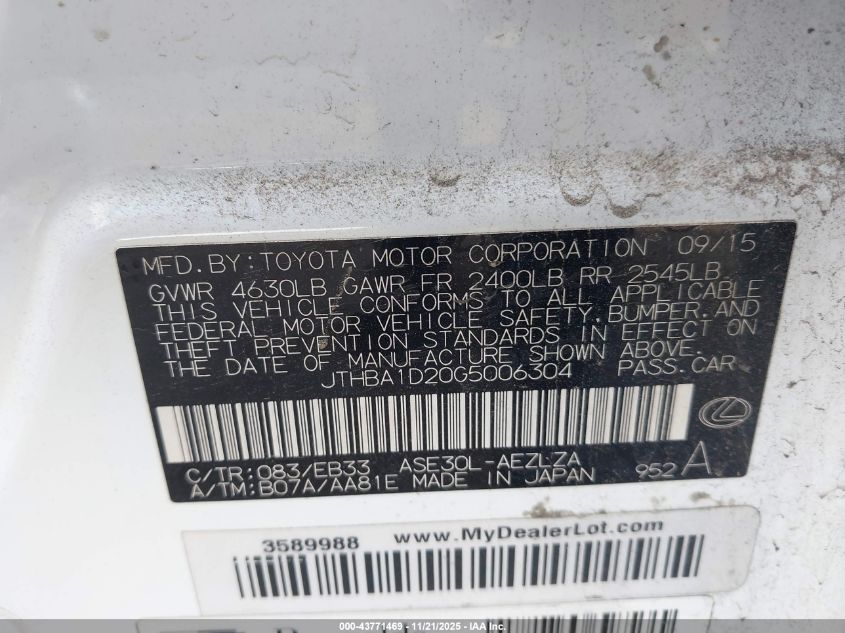 MFD. BY: TOYOTA MOTOR CORPORATION 09/15
GVWR 4630LB GAWR FR 2400LB RR 2545LB
THIS VEHICLE CONFORMS TO ALL APPLICABLE
FEDERAL MOTOR VEHICLE SAFETY, BUMPER, AND
THEFT PREVENTION STANDARDS IN EFFECT ON
THE DATE OF MANUFACTURE SHOWN ABOVE.
JTHBA1D20G5006304 PASS. CAR
C/TR: 083/EB33 ASE30L-AEZLZA 952 A
A/TM: B07A/AA81E MADE IN JAPAN
3589988 www.MyDealerLot.com
000-43771469 - 11/21/2025 - IAA Inc.